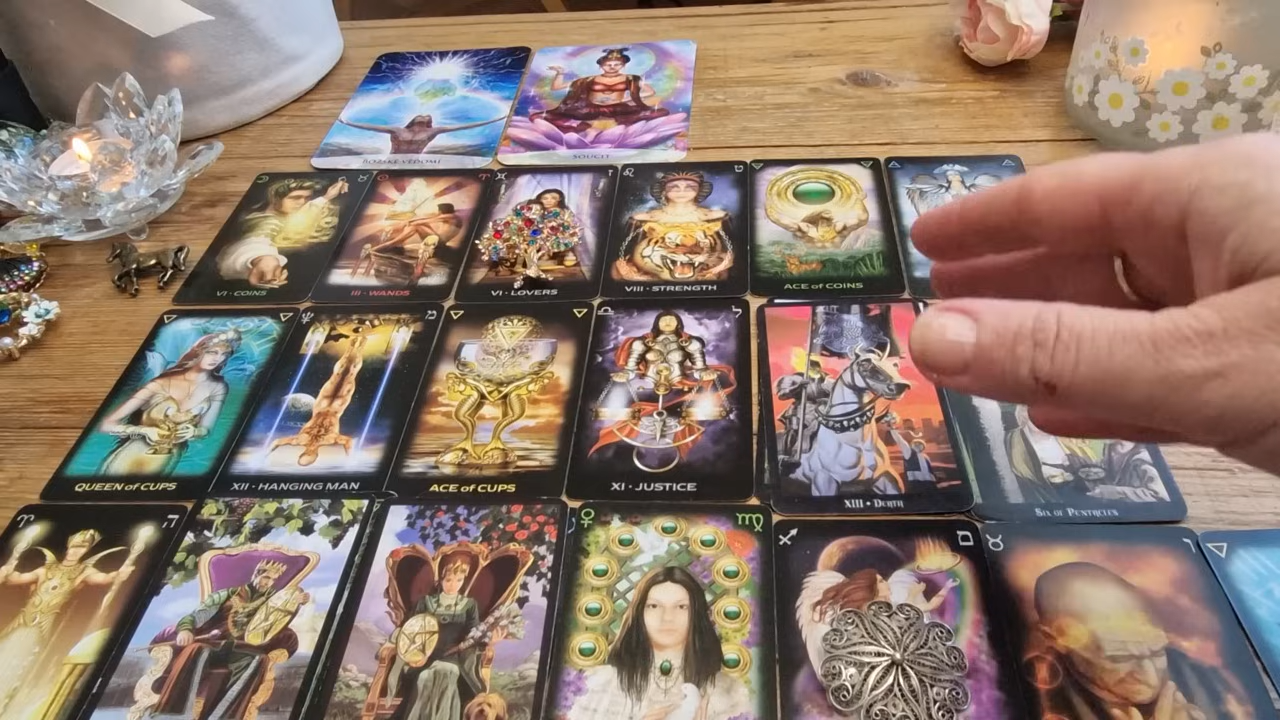 BOŽSKÉ VĚDOMÍ
SOUCIT
VI · COINS
III · WANDS
VI · LOVERS
VIII · STRENGTH
ACE of COINS
QUEEN of CUPS
XII · HANGING MAN
ACE of CUPS
XI · JUSTICE
XIII • DEATH
SIX OF PENTACLES